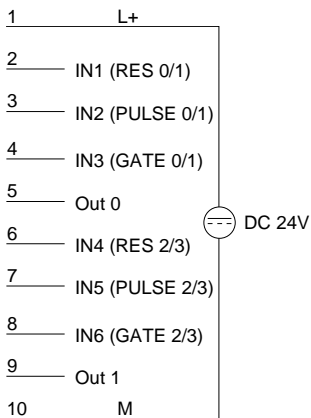 1 L+
2 IN1 (RES 0/1)
3 IN2 (PULSE 0/1)
4 IN3 (GATE 0/1)
5 Out 0
DC 24V
6 IN4 (RES 2/3)
7 IN5 (PULSE 2/3)
8 IN6 (GATE 2/3)
9 Out 1
10 M